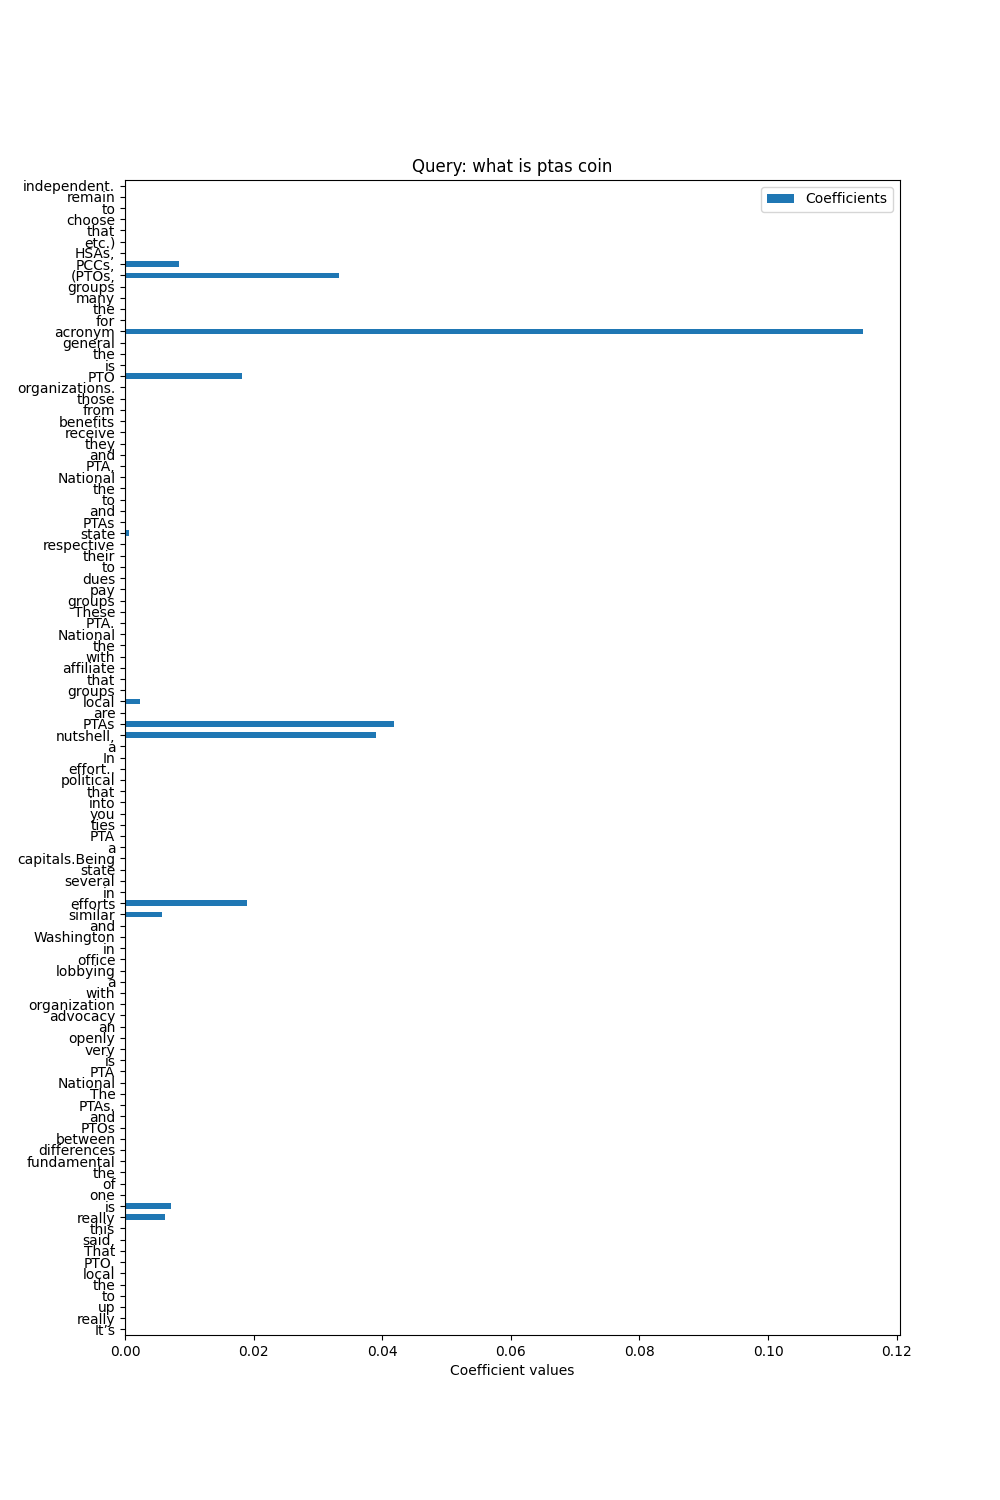 Query: what is ptas coin
Coefficients
independent.
remain
to
choose
that
etc.)
HSAs,
PCCs,
(PTOs,
groups
many
the
for
acronym
general
the
is
PTO
organizations.
those
from
benefits
receive
they
and
PTA,
National
the
to
and
PTAs
state
respective
their
to
dues
pay
groups
These
PTA.
National
the
with
affiliate
that
groups
local
are
PTAs
nutshell,
a
In
effort.
political
that
into
you
ties
PTA
a
capitals.Being
state
several
in
efforts
similar
and
Washington
in
office
lobbying
a
with
organization
advocacy
an
openly
very
is
PTA
National
The
PTAs.
and
PTOs
between
differences
fundamental
the
of
one
is
really
this
said,
That
PTO.
local
the
to
up
really
It's
0.00 0.02 0.04 0.06 0.08 0.10 0.12
Coefficient values